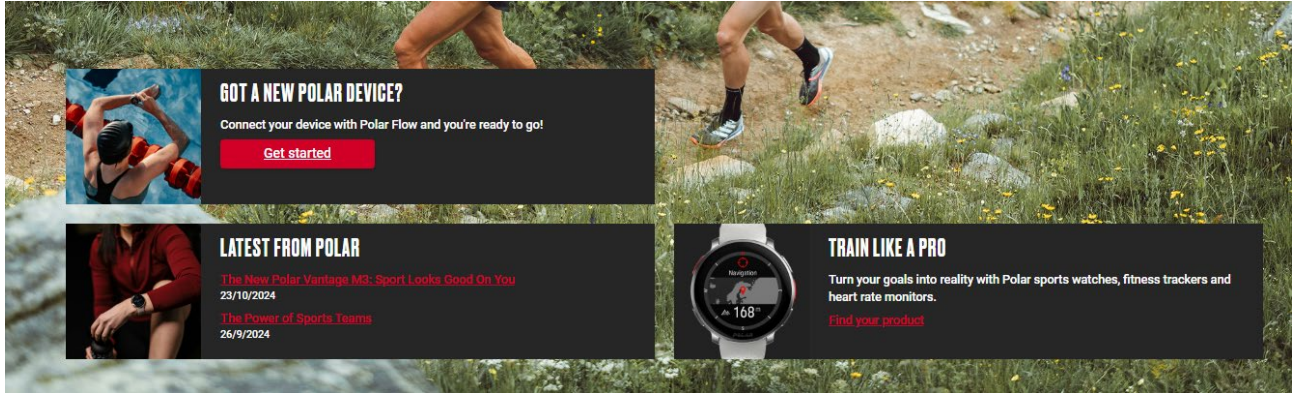 GOT A NEW POLAR DEVICE?
Connect your device with Polar Flow and you're ready to go!
Get started
LATEST FROM POLAR
The New Polar Vantage M3: Sport Looks Good On You
23/10/2024
The Power of Sports Teams
26/9/2024
Navigation
168m
POLAR
TRAIN LIKE A PRO
Turn your goals into reality with Polar sports watches, fitness trackers and
heart rate monitors.
Find your product